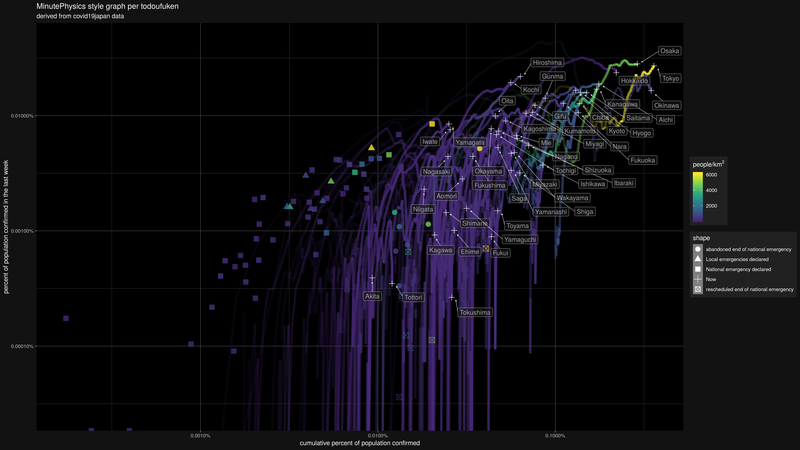 MinutePhysics style graph per todoufuken
derived from covid19japan data
percent of population confirmed in the last week
0.01000%
0.00100%
0.00010%
Osaka
Hiroshima
Tokyo
Gunma
Hokkaido
Kochi
Oita
Kanagawa
Okinawa
Gifu
Chiba
Saitama
Aichi
Kagoshima
Kumamoto
Kyoto
Hyogo
Iwate
Yamagata
Mie
Miyagi
Nara
Nagano
Fukuoka
Nagasaki
Okayama
Tochigi
Shizuoka
Fukushima
Miyazaki
Ishikawa
Ibaraki
Aomori
Saga
Wakayama
Niigata
Yamanashi
Shiga
Shimane
Toyama
Yamaguchi
Kagawa
Ehime
Fukui
Akita
Tottori
Tokushima
0.0010%
0.0100%
0.1000%
cumulative percent of population confirmed
people/km²
6000
4000
2000
shape
abandoned end of national emergency
Local emergencies declared
National emergency declared
Now
rescheduled end of national emergency